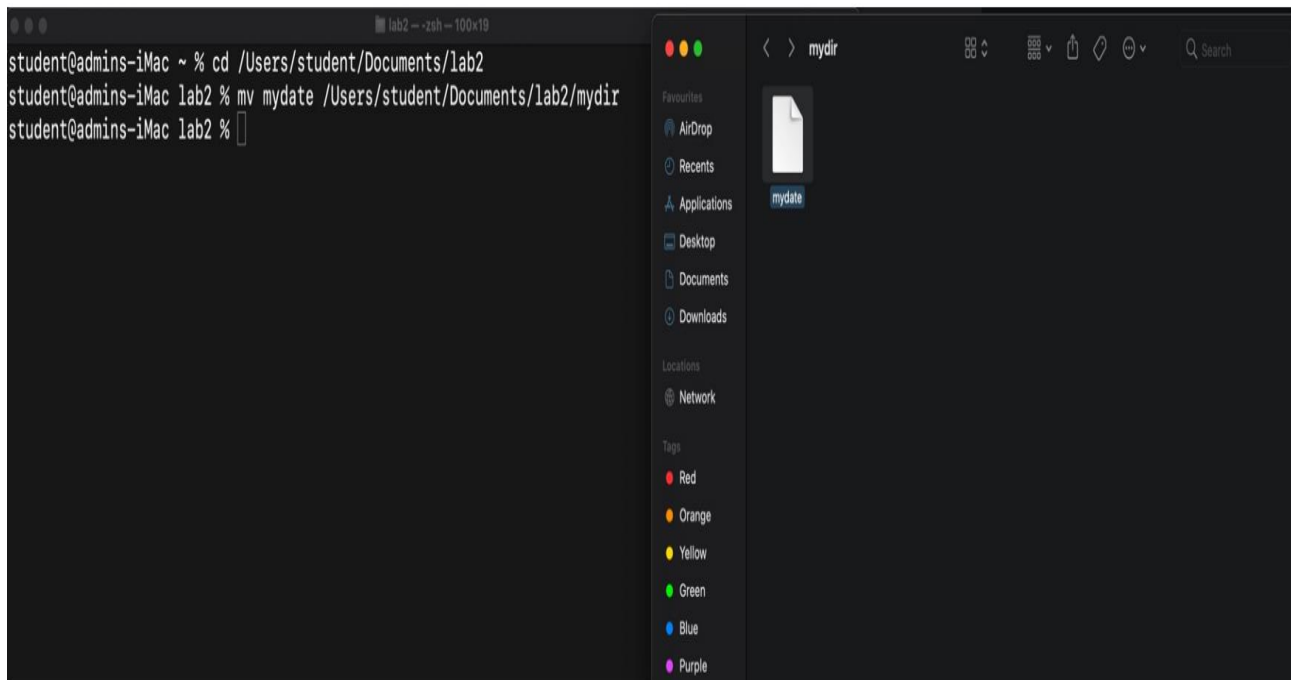 lab2 — -zsh — 100×19
student@admins-iMac ~ % cd /Users/student/Documents/lab2
student@admins-iMac lab2 % mv mydate /Users/student/Documents/lab2/mydir
student@admins-iMac lab2 %
mydir
Search
Favourites
AirDrop
Recents
Applications
Desktop
Documents
Downloads
Locations
Network
Tags
Red
Orange
Yellow
Green
Blue
Purple
mydate